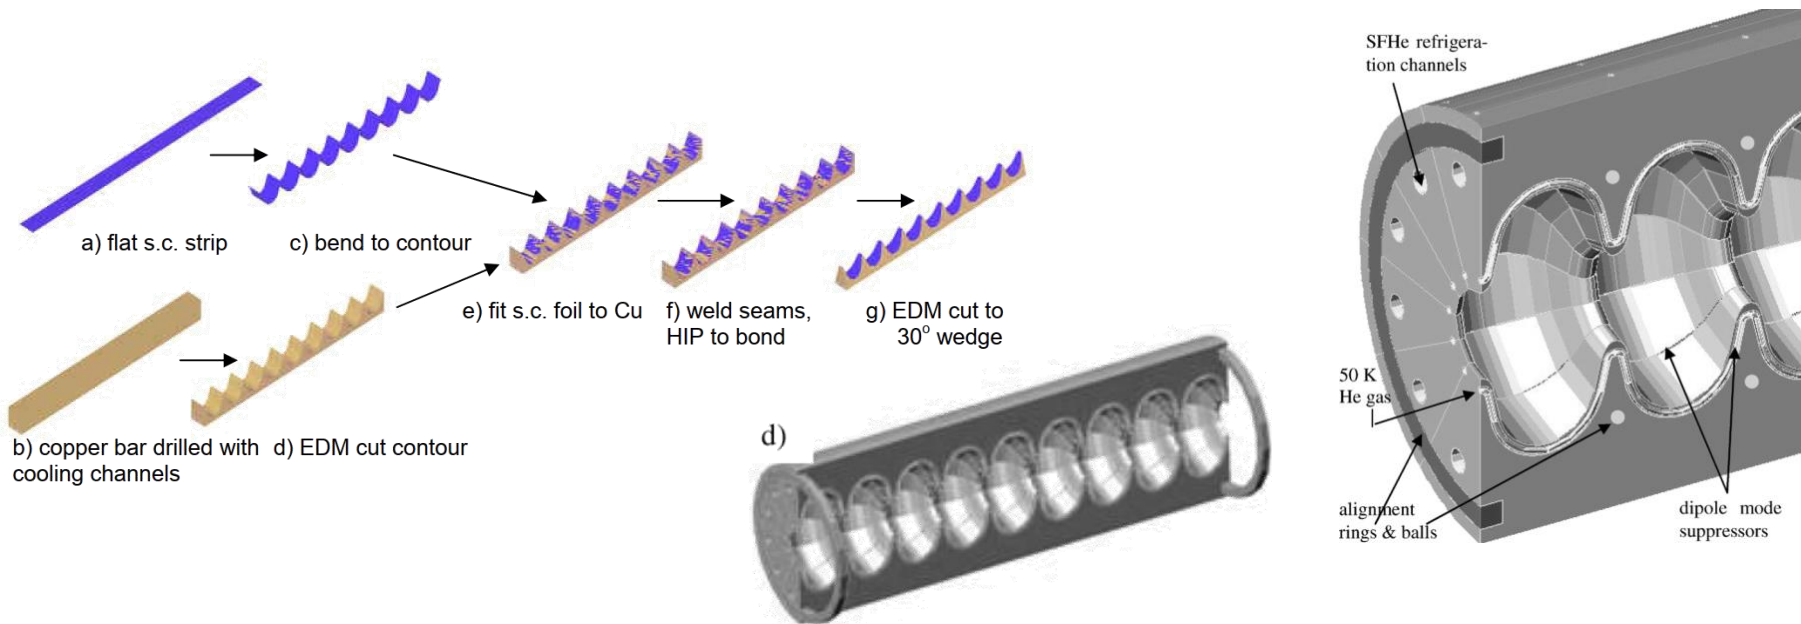 a) flat s.c. strip
c) bend to contour
e) fit s.c. foil to Cu
f) weld seams,
HIP to bond
g) EDM cut to
30° wedge
b) copper bar drilled with
cooling channels
d) EDM cut contour
d)
SFHe refrigera-
tion channels
50 K
He gas
alignment
rings & balls
dipole mode
suppressors